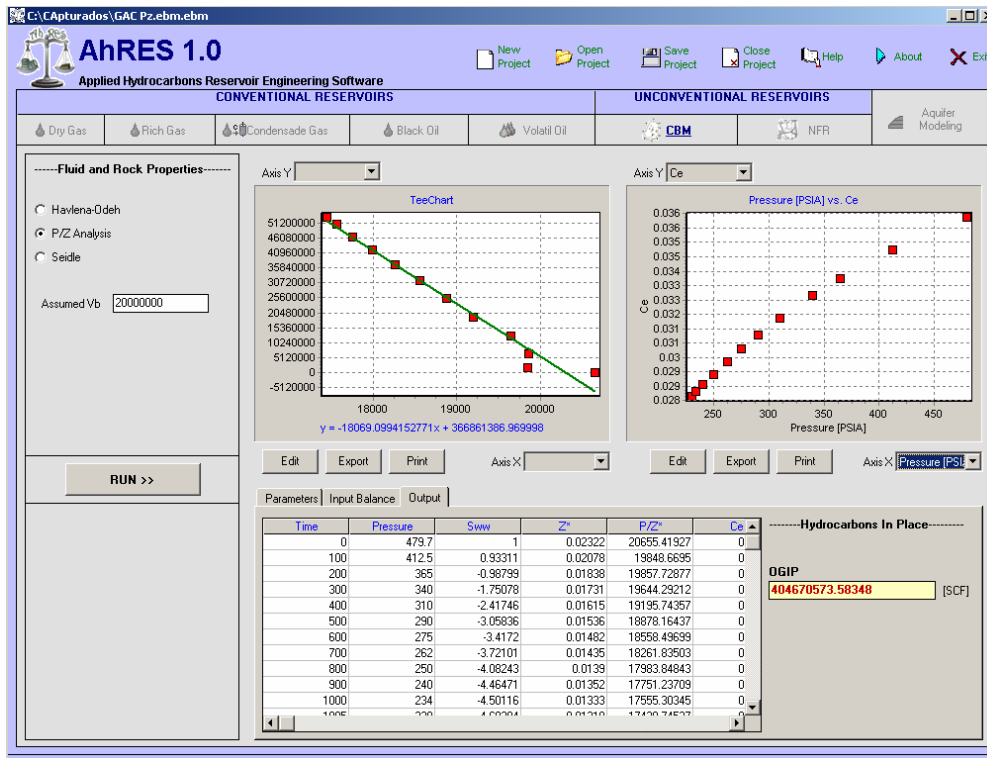 C:\CApturados\GAC Pz.ebm.ebm
AhRES 1.0
Applied Hydrocarbons Reservoir Engineering Software
New Project
Open Project
Save Project
Close Project
Help
About
CONVENTIONAL RESERVOIRS
UNCONVENTIONAL RESERVOIRS
Aquifer Modeling
Dry Gas
Rich Gas
Condensade Gas
Black Oil
Volatil Oil
CBM
NFR
------Fluid and Rock Properties-------
Havlena-Odeh
P/Z Analysis
Seidle
Assumed Vb 20000000
RUN >>
Axis Y
TeeChart
51200000
46080000
40960000
35840000
30720000
25600000
20480000
15360000
10240000
5120000
0
-5120000
18000 19000 20000
y = -18069.0994152771x + 366861386.969998
Edit Export Print Axis X
Axis Y Ce
Pressure [PSIA] vs. Ce
Ce
0.036
0.035
0.035
0.034
0.034
0.033
0.033
0.032
0.031
0.031
0.03
0.029
0.029
0.028
250 300 350 400 450
Pressure [PSIA]
Edit Export Print Axis X Pressure [PSI
Parameters Input Balance Output
Time Pressure Sww Z* P/Z* Ce
0 479.7 1 0.02322 20655.41927 0
100 412.5 0.93311 0.02078 19848.6695 0
200 365 -0.98799 0.01838 19857.72877 0
300 340 -1.75078 0.01731 19644.29212 0
400 310 -2.41746 0.01615 19195.74357 0
500 290 -3.05836 0.01536 18878.16437 0
600 275 -3.4172 0.01482 18558.49699 0
700 262 -3.72101 0.01435 18261.83503 0
800 250 -4.08243 0.0139 17983.84843 0
900 240 -4.46471 0.01352 17751.23709 0
1000 234 -4.50116 0.01333 17555.30345 0
--------Hydrocarbons In Place---------
OGIP
404670573.58348 [SCF]